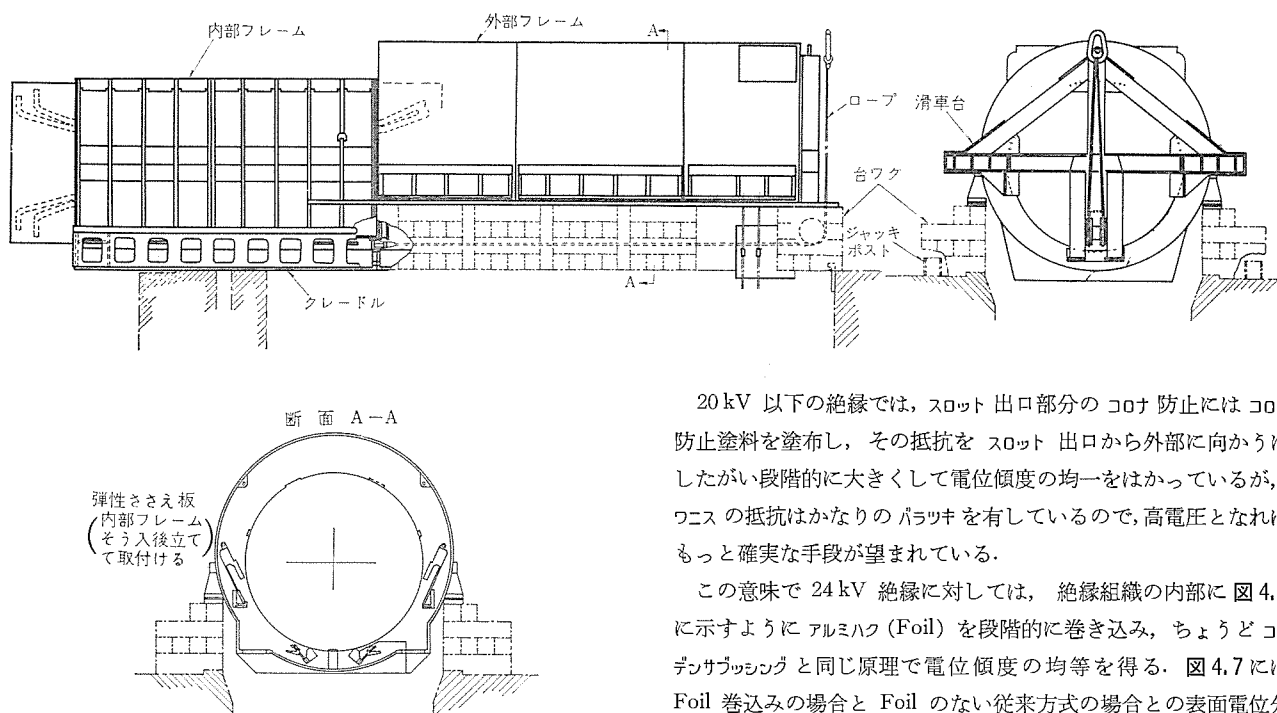 内部フレーム
外部フレーム
A
ロープ
滑車台
台ワク
ジャッキ
ポスト
A
クレードル
断面 A-A
弾性ささえ板
(内部フレーム
そう入後立て
て取付ける)
20 kV 以下の絶縁では, スロット 出口部分の コロナ 防止には コロ
防止塗料を塗布し, その抵抗を スロット 出口から外部に向かう
したがい段階的に大きくして電位傾度の均一をはかっているが,
ワニス の抵抗はかなりの バラツキ を有しているので, 高電圧となれ
もっと確実な手段が望まれている.
この意味で 24 kV 絶縁に対しては, 絶縁組織の内部に 図 4.
に示すように アルミハク (Foil) を段階的に巻き込み, ちょうど コ
デンサブッシング と同じ原理で電位傾度の均等を得る. 図 4.7 に
Foil 巻込みの場合と Foil のない従来方式の場合との表面電位